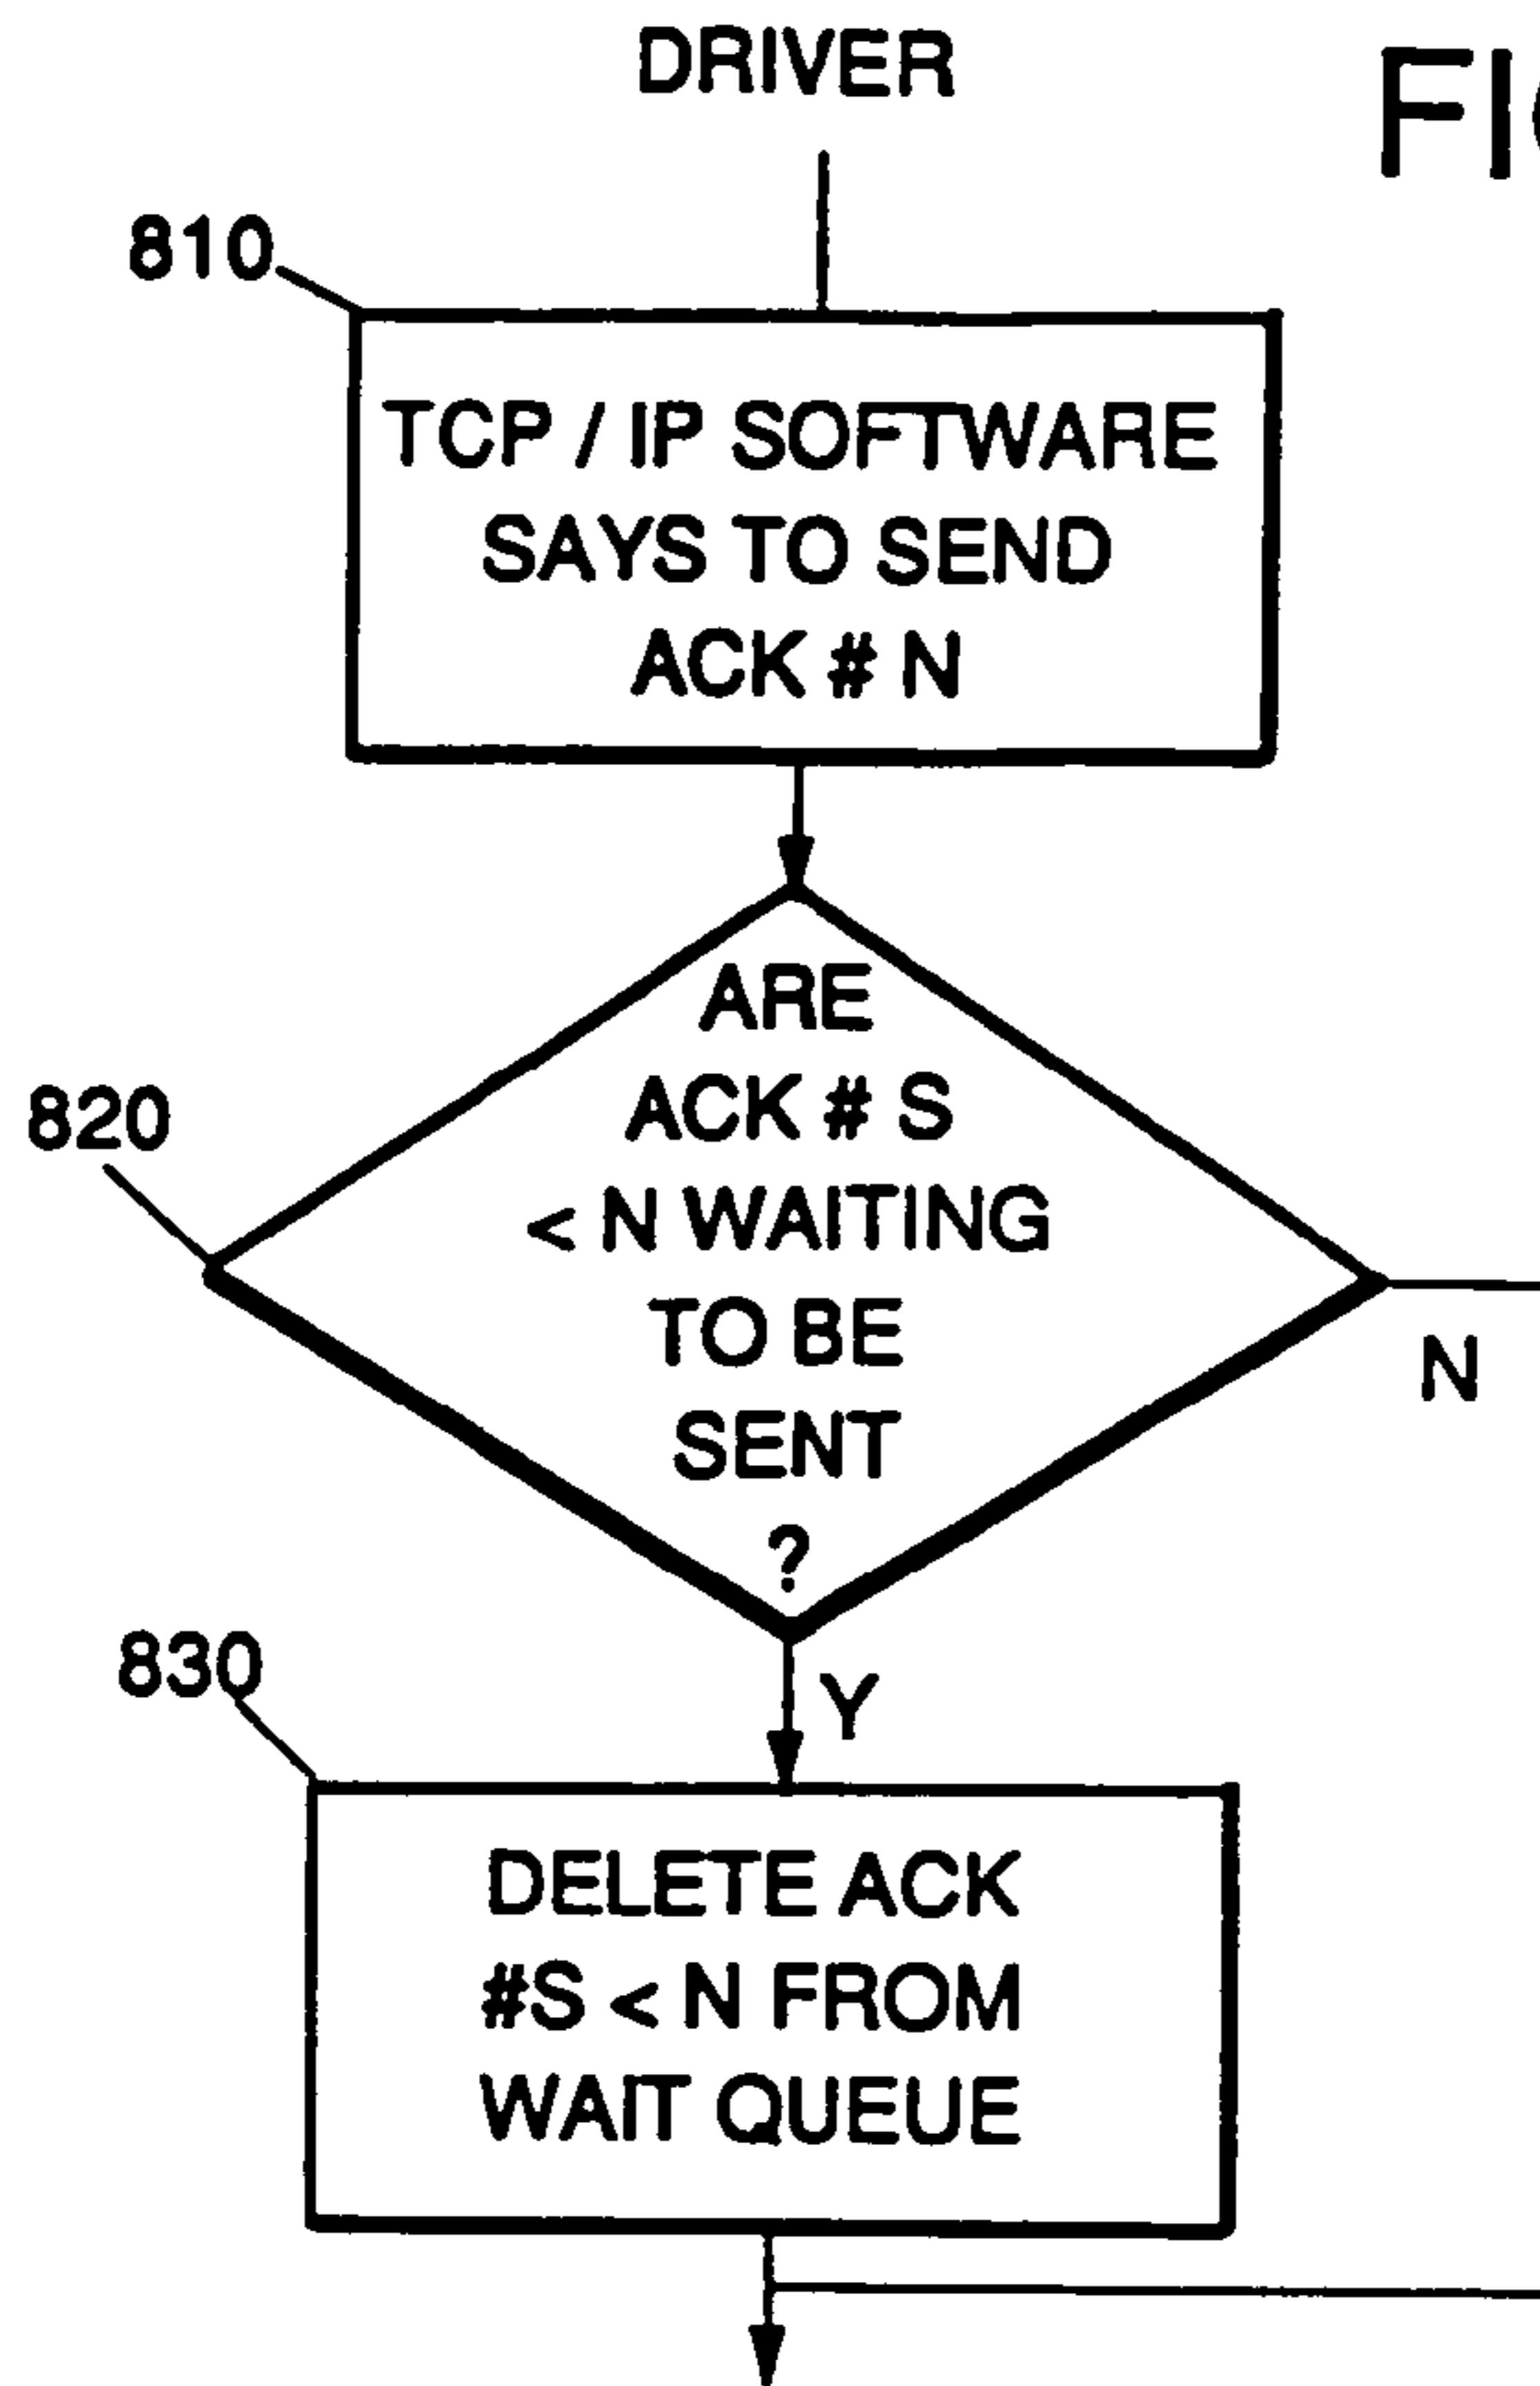 DRIVER
FIG
810
TCP / IP SOFTWARE
SAYS TO SEND
ACK # N
ARE
ACK # S
< N WAITING
TO BE
SENT
?
820
N
Y
830
DELETE ACK
#S < N FROM
WAIT QUEUE